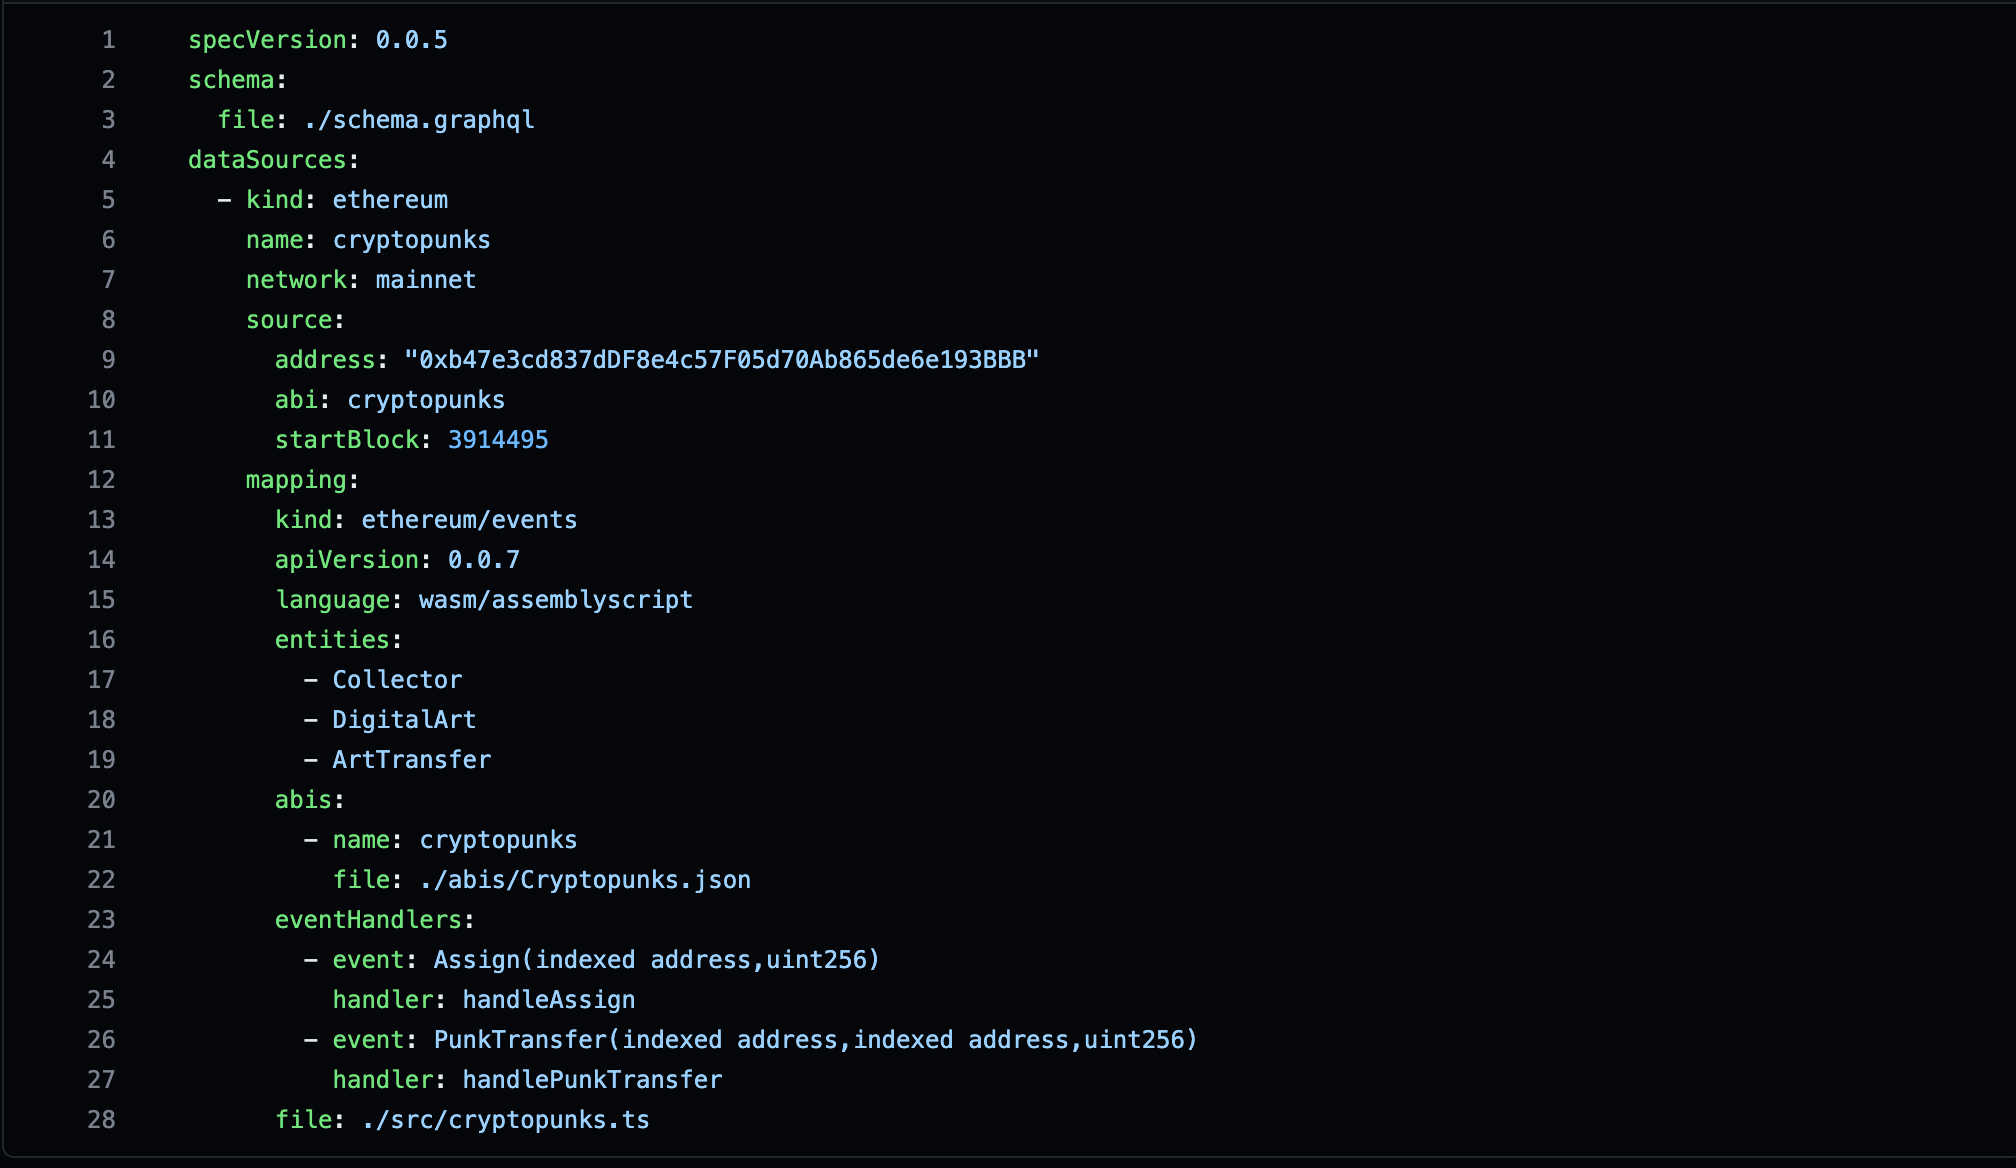 1 specVersion: 0.0.5
2 schema:
3   file: ./schema.graphql
4 dataSources:
5   - kind: ethereum
6     name: cryptopunks
7     network: mainnet
8     source:
9       address: "0xb47e3cd837dDF8e4c57F05d70Ab865de6e193BBB"
10       abi: cryptopunks
11       startBlock: 3914495
12     mapping:
13       kind: ethereum/events
14       apiVersion: 0.0.7
15       language: wasm/assemblyscript
16       entities:
17         - Collector
18         - DigitalArt
19         - ArtTransfer
20       abis:
21         - name: cryptopunks
22           file: ./abis/Cryptopunks.json
23       eventHandlers:
24         - event: Assign(indexed address,uint256)
25           handler: handleAssign
26         - event: PunkTransfer(indexed address,indexed address,uint256)
27           handler: handlePunkTransfer
28       file: ./src/cryptopunks.ts